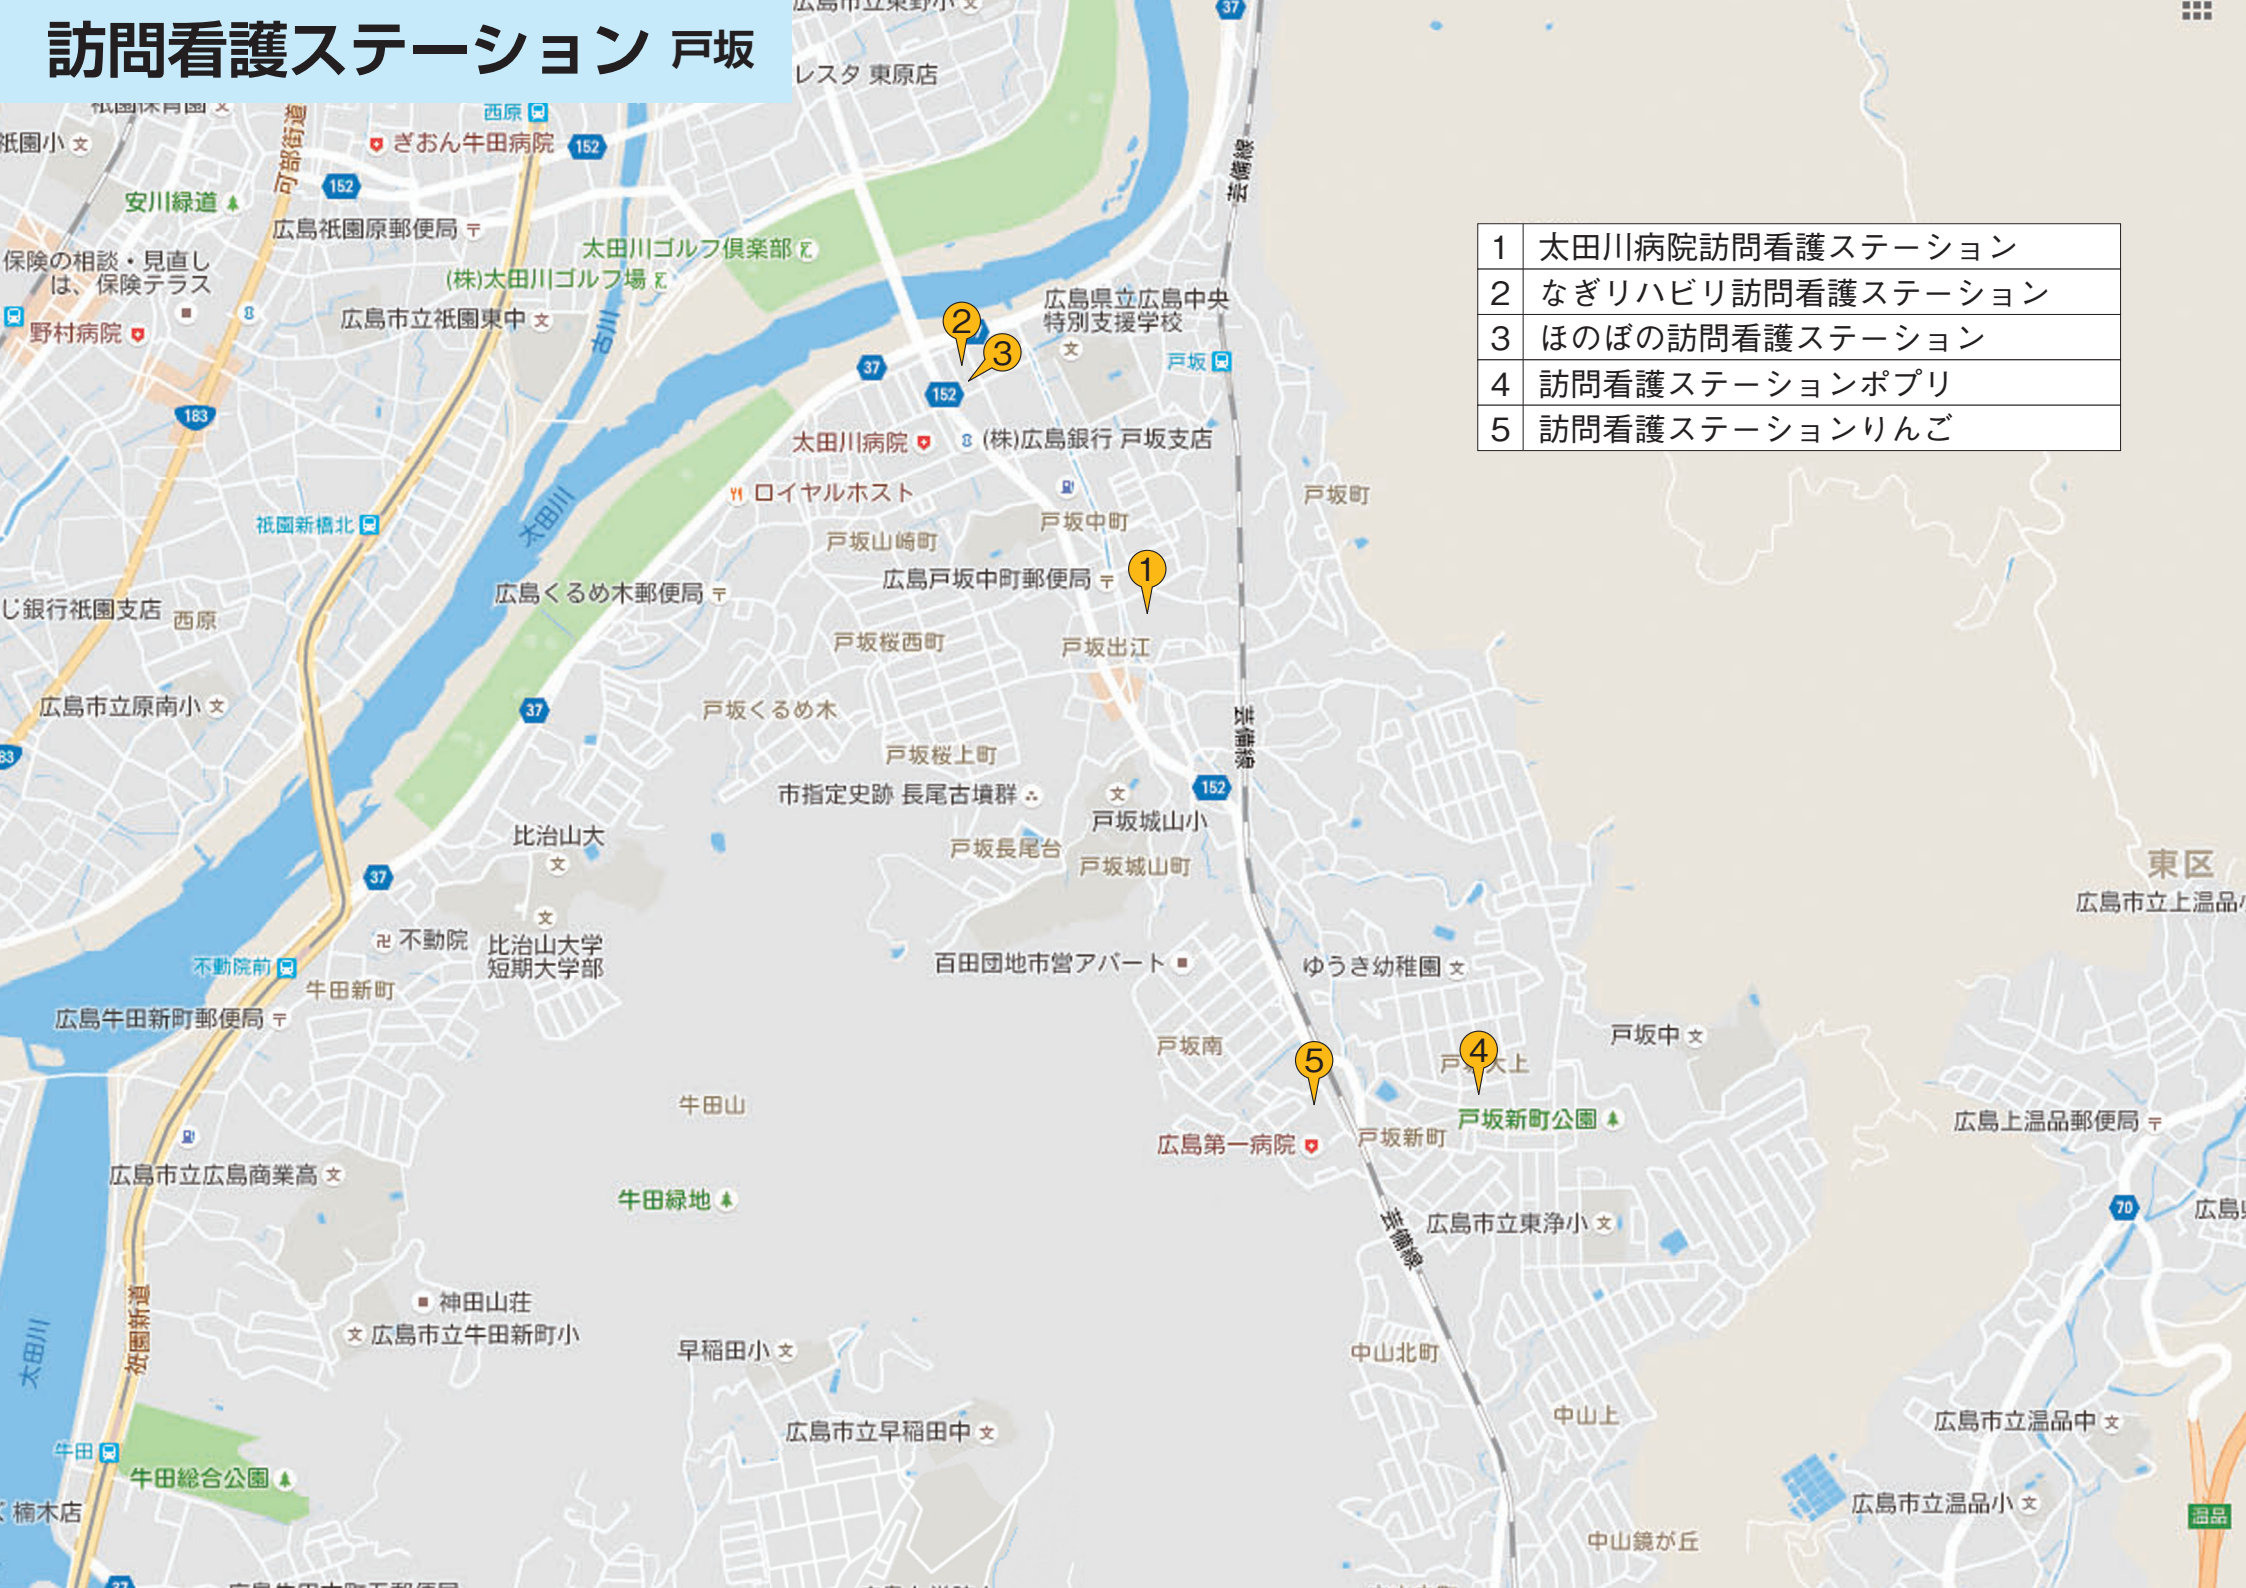 訪問看護ステーション 戸坂
37
レスタ 東原店
西原
祇園小
可部街道
ぎおん牛田病院
152
152
芸備線
安川緑道
広島祇園原郵便局
太田川ゴルフ倶楽部
保険の相談・見直し
は、保険テラス
(株)太田川ゴルフ場
広島市立祇園東中
古川
野村病院
広島県立広島中央
特別支援学校
2
3
戸坂
37
152
183
1 太田川病院訪問看護ステーション
2 なぎリハビリ訪問看護ステーション
3 ほのぼの訪問看護ステーション
4 訪問看護ステーションポプリ
5 訪問看護ステーションりんご
太田川病院
(株)広島銀行 戸坂支店
ロイヤルホスト
戸坂町
太田川
祇園新橋北
戸坂中町
戸坂山崎町
広島戸坂中町郵便局
1
広島くるめ木郵便局
じ銀行祇園支店
西原
戸坂桜西町
戸坂出江
広島市立原南小
37
戸坂くるめ木
芸備線
戸坂桜上町
市指定史跡 長尾古墳群
152
戸坂城山小
比治山大
戸坂長尾台
戸坂城山町
東区
37
広島市立上温品小
不動院
比治山大学
短期大学部
不動院前
牛田新町
百田団地市営アパート
ゆうき幼稚園
広島牛田新町郵便局
戸坂中
戸坂南
5
4
大上
牛田山
戸坂新町公園
広島上温品郵便局
広島第一病院
戸坂新町
広島市立広島商業高
牛田緑地
70
広島
芸備線
広島市立東浄小
祇園新道
太田川
神田山荘
広島市立牛田新町小
早稲田小
中山北町
中山上
広島市立早稲田中
広島市立温品中
牛田
牛田総合公園
楠木店
広島市立温品小
温品
中山鏡が丘
37